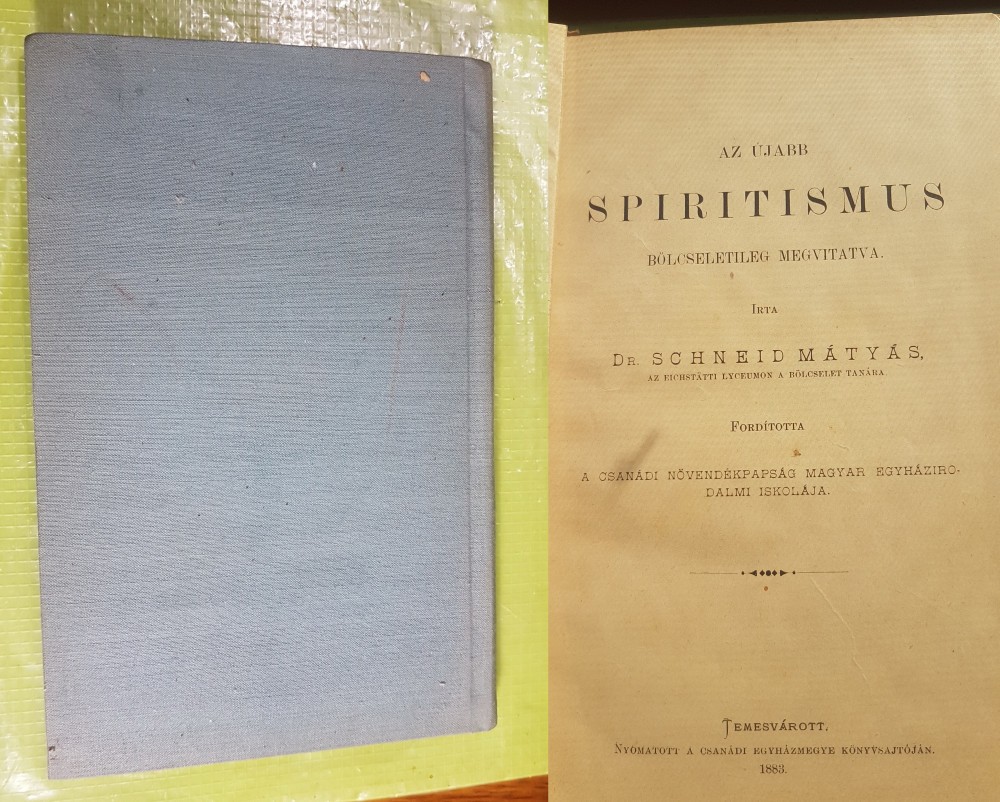 AZ ÚJABB
SPIRITISMUS
BÖLCSELETILEG MEGVITATVA.
IRTA
DR. SCHNEID MÁTYÁS,
AZ EICHSTÄTTI LYCEUMON A BÖLCSELET TANÁRA.
FORDÍTOTTA
A CSANÁDI NÖVENDÉKPAPSÁG MAGYAR EGYHÁZIRO-
DALMI ISKOLÁJA.
TEMESVÁROTT.
NYOMATOTT A CSANÁDI EGYHÁZMEGYE KÖNYVSAJTÓJÁN.
1883.